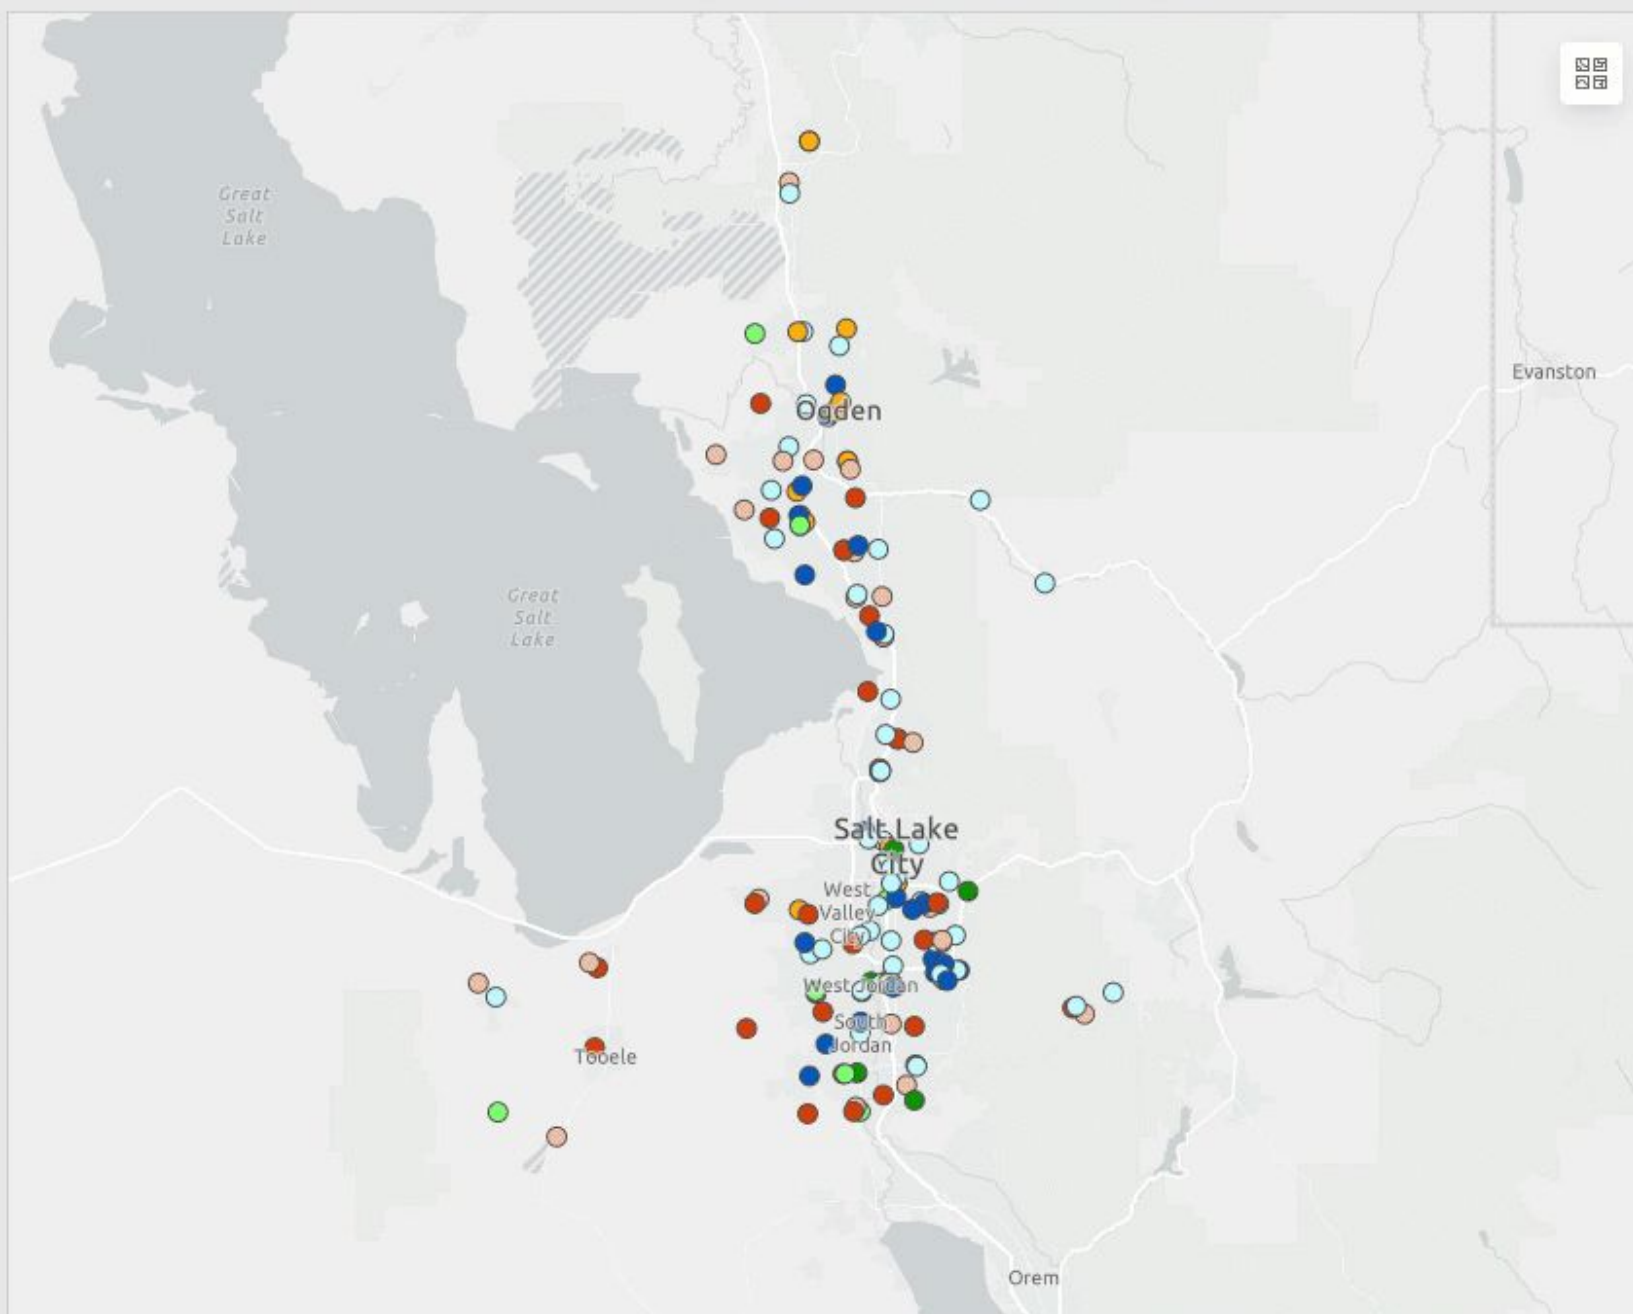 Great
Salt
Lake
Evanston
Ogden
Great
Salt
Lake
Salt Lake
City
West
Valley
City
West Jordan
South
Jordan
Tooele
Orem